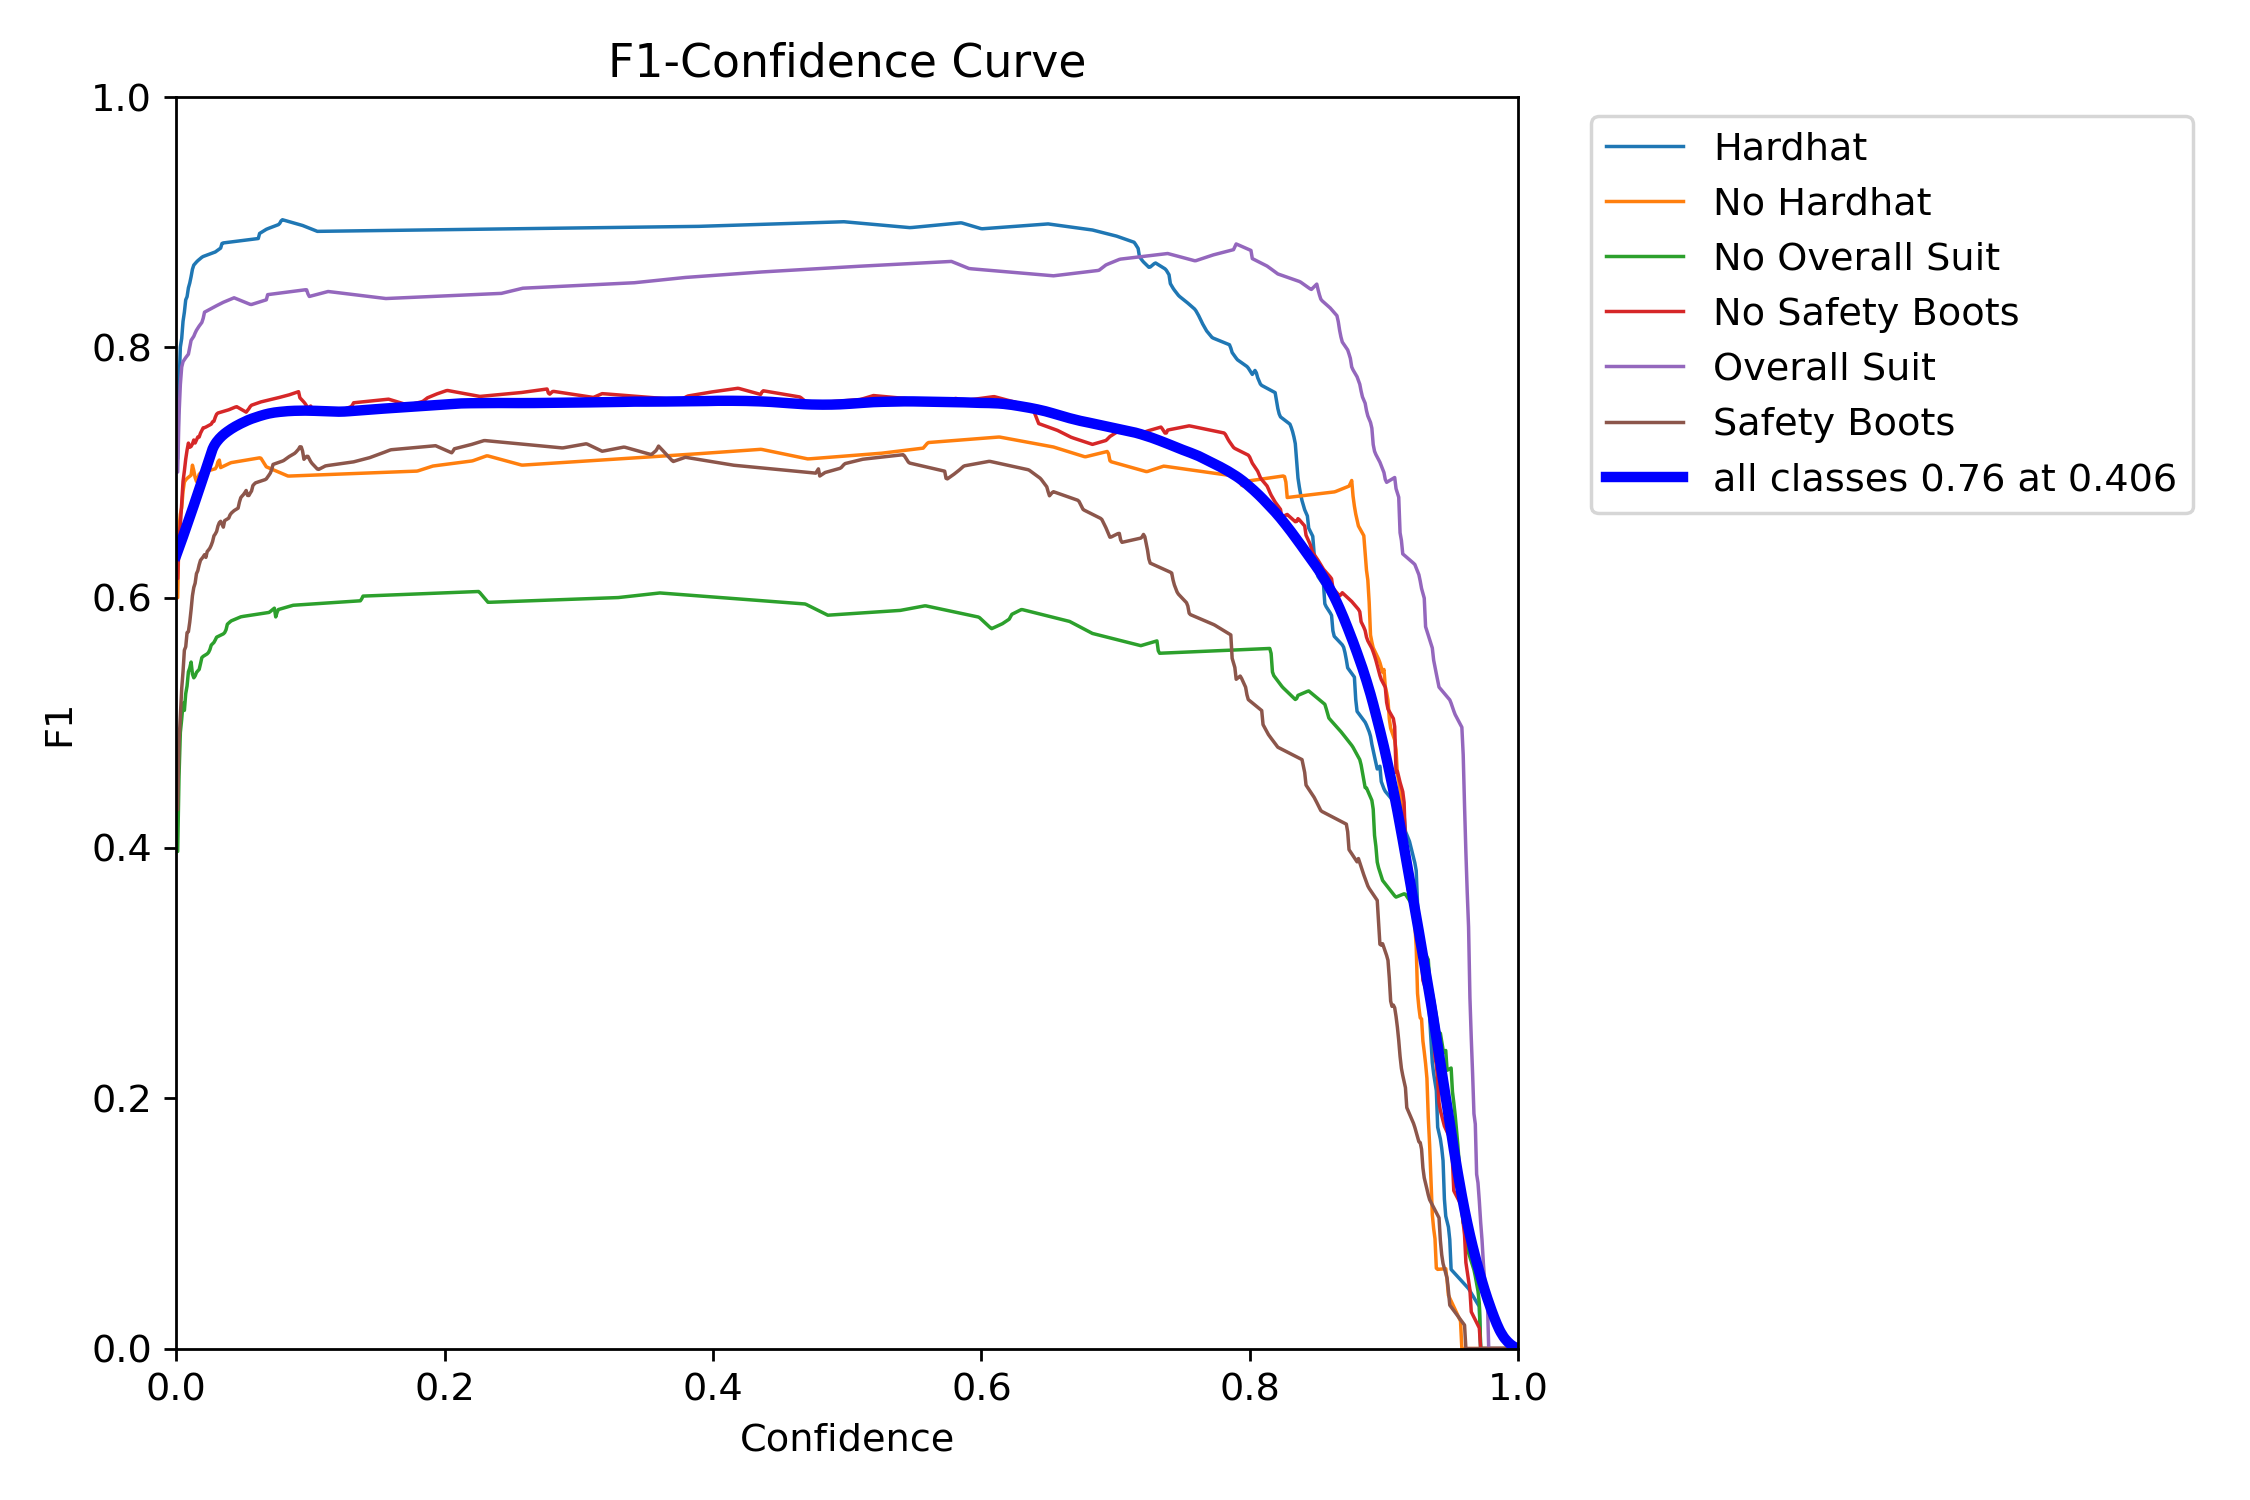 F1-Confidence Curve
1.0
0.8
0.6
0.4
0.2
0.0
F1
0.0 0.2 0.4 0.6 0.8 1.0
Confidence
Hardhat
No Hardhat
No Overall Suit
No Safety Boots
Overall Suit
Safety Boots
all classes 0.76 at 0.406